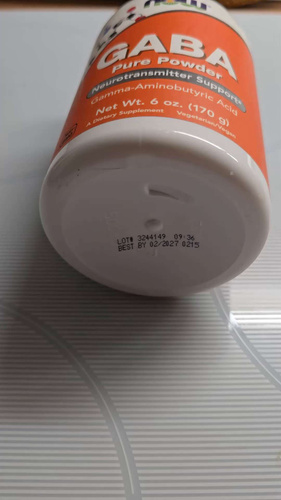 now
GABA
Pure Powder
Neurotransmitter Support*
Gamma-Aminobutyric Acid
Net Wt. 6 oz. (170 g)
A Dietary Supplement Vegetarian/Vegan
LOT# 3244149 09:36
BEST BY 02/2027 0215